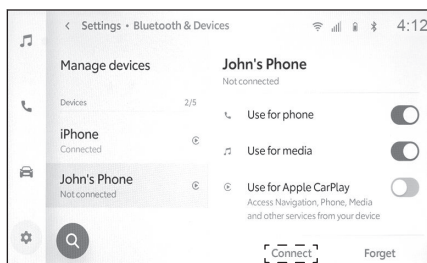 < Settings • Bluetooth & Devices
4:12
Manage devices
Devices 2/5
iPhone
Connected
John's Phone
Not connected
John's Phone
Not connected
Use for phone
Use for media
Use for Apple CarPlay
Access Navigation, Phone, Media
and other services from your device
Connect
Forget